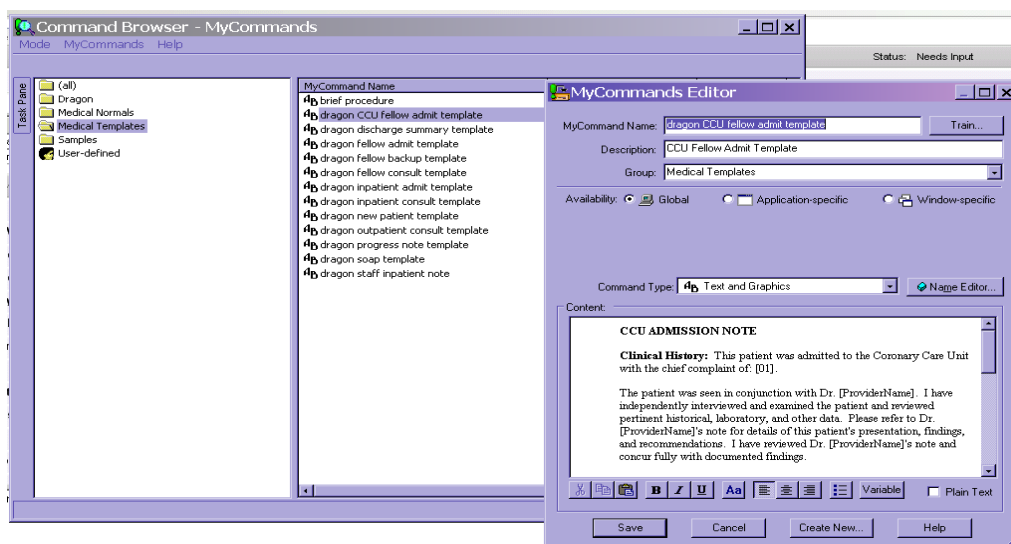 Command Browser - MyCommands
Mode MyCommands Help
Status: Needs Input
Task Pane
(all)
Dragon
Medical Normals
Medical Templates
Samples
User-defined
MyCommand Name
brief procedure
dragon CCU fellow admit template
dragon discharge summary template
dragon fellow admit template
dragon fellow backup template
dragon fellow consult template
dragon inpatient admit template
dragon inpatient consult template
dragon new patient template
dragon outpatient consult template
dragon progress note template
dragon soap template
dragon staff inpatient note
MyCommands Editor
MyCommand Name: dragon CCU fellow admit template Train...
Description: CCU Fellow Admit Template
Group: Medical Templates
Availability: Global Application-specific Window-specific
Command Type: Text and Graphics Name Editor...
Content:
CCU ADMISSION NOTE
Clinical History: This patient was admitted to the Coronary Care Unit
with the chief complaint of: [01].
The patient was seen in conjunction with Dr. [ProviderName]. I have
independently interviewed and examined the patient and reviewed
pertinent historical, laboratory, and other data. Please refer to Dr.
[ProviderName]'s note for details of this patient's presentation, findings,
and recommendations. I have reviewed Dr. [ProviderName]'s note and
concur fully with documented findings.
B I U Aa Variable Plain Text
Save Cancel Create New... Help